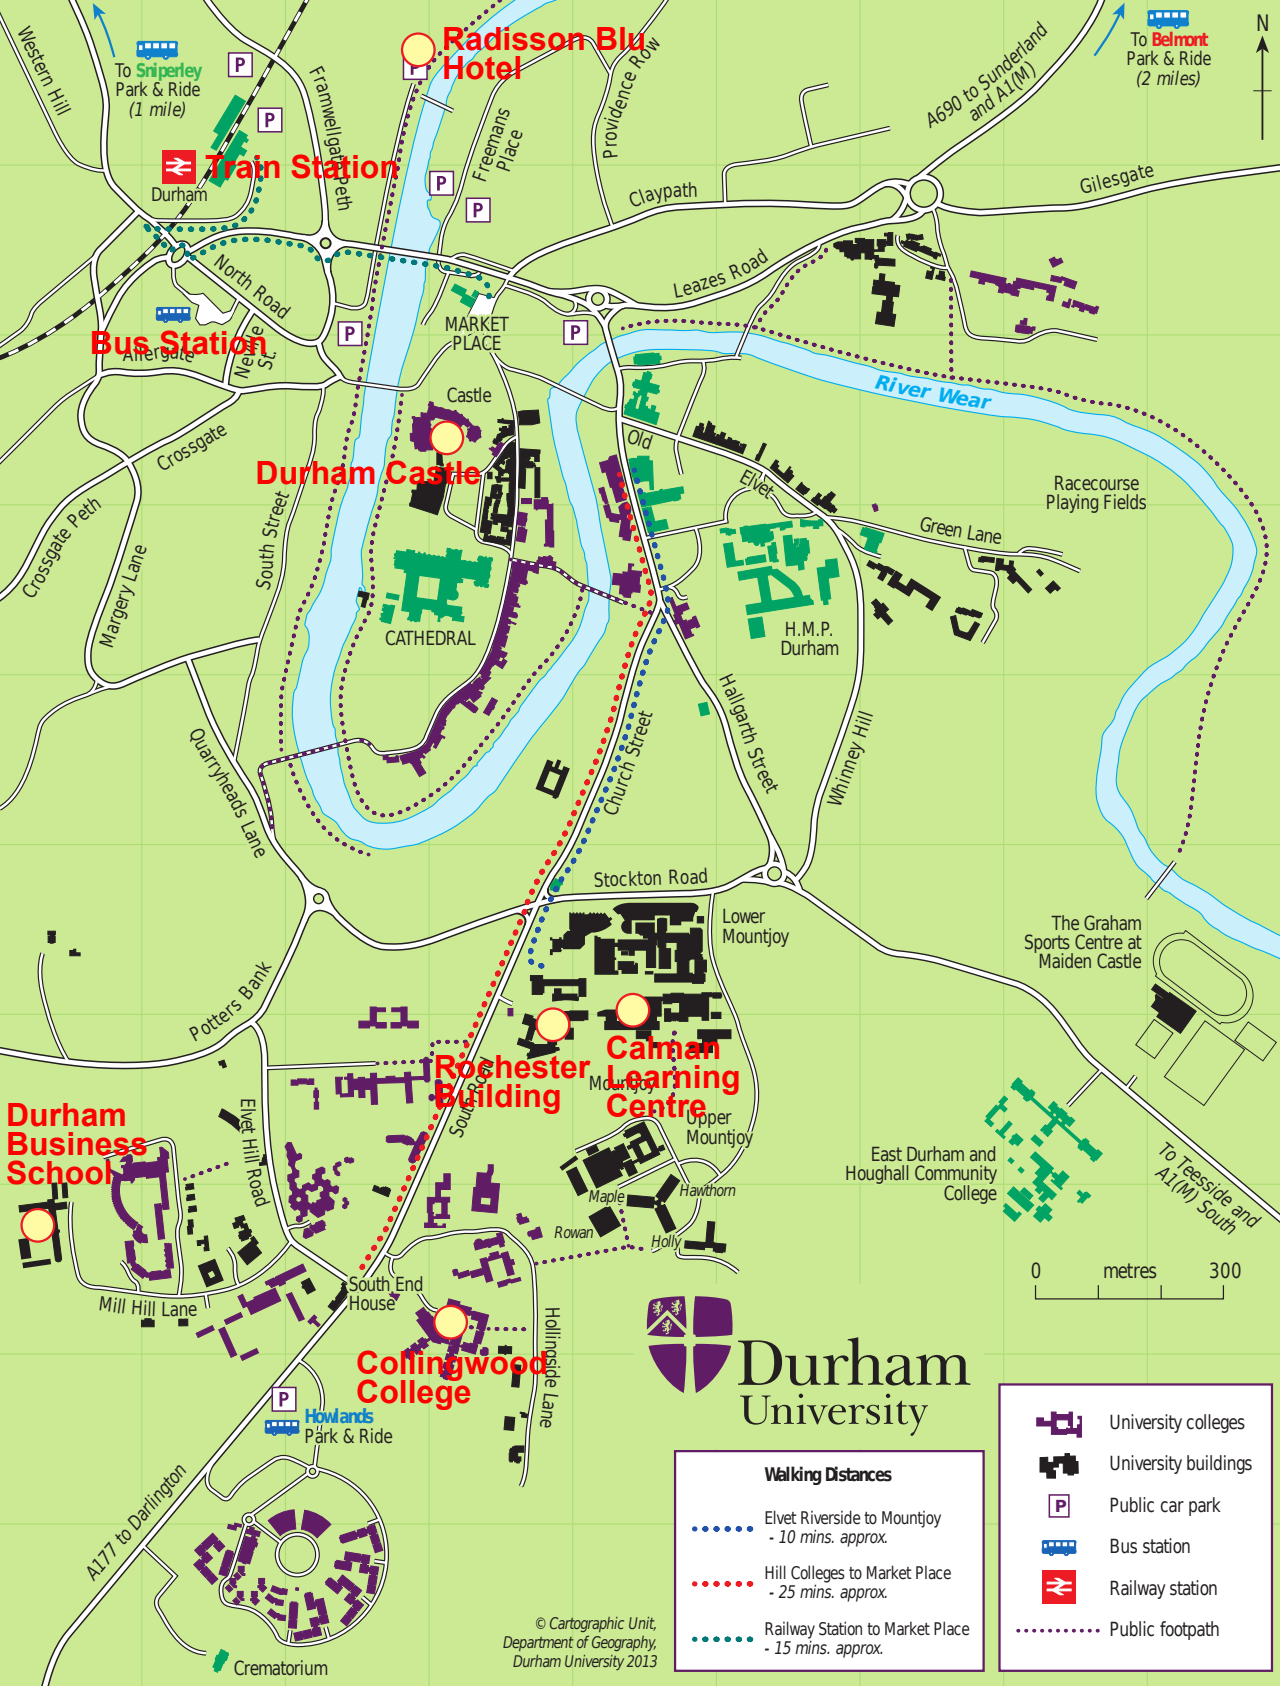 Western Hill
To Sniperley
Park & Ride
(1 mile)
P
P
Framwellgate Peth
Radisson Blu
Hotel
P
Providence Row
Freemans
Place
P
P
A690 to Sunderland
and A1(M)
To Belmont
Park & Ride
(2 miles)
N
Train Station
Durham
Claypath
Gilesgate
Leazes Road
North Road
Bus Station
Allergate
Neville
St.
P
MARKET
PLACE
P
River Wear
Castle
Durham Castle
Crossgate
Crossgate Peth
Margery Lane
South Street
CATHEDRAL
Old
Elvet
Green Lane
Racecourse
Playing Fields
H.M.P.
Durham
Hallgarth Street
Whinney Hill
Church Street
Quarryheads Lane
Stockton Road
Lower
Mountjoy
The Graham
Sports Centre at
Maiden Castle
Potters Bank
Rochester
Building
South Road
Calman
Learning
Centre
Mountjoy
Upper
Mountjoy
Durham
Business
School
Elvet Hill Road
Maple
Hawthorn
Rowan
Holly
East Durham and
Houghall Community
College
To Teesside and
A1(M) South
0 metres 300
Mill Hill Lane
South End
House
Collingwood
College
Hollingside Lane
P
Howlands
Park & Ride
A177 to Darlington
Crematorium
Durham
University
© Cartographic Unit,
Department of Geography,
Durham University 2013
Walking Distances
Elvet Riverside to Mountjoy
- 10 mins. approx.
Hill Colleges to Market Place
- 25 mins. approx.
Railway Station to Market Place
- 15 mins. approx.
University colleges
University buildings
P Public car park
Bus station
Railway station
Public footpath